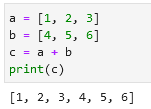 a = [1, 2, 3]
b = [4, 5, 6]
c = a + b
print(c)
[1, 2, 3, 4, 5, 6]